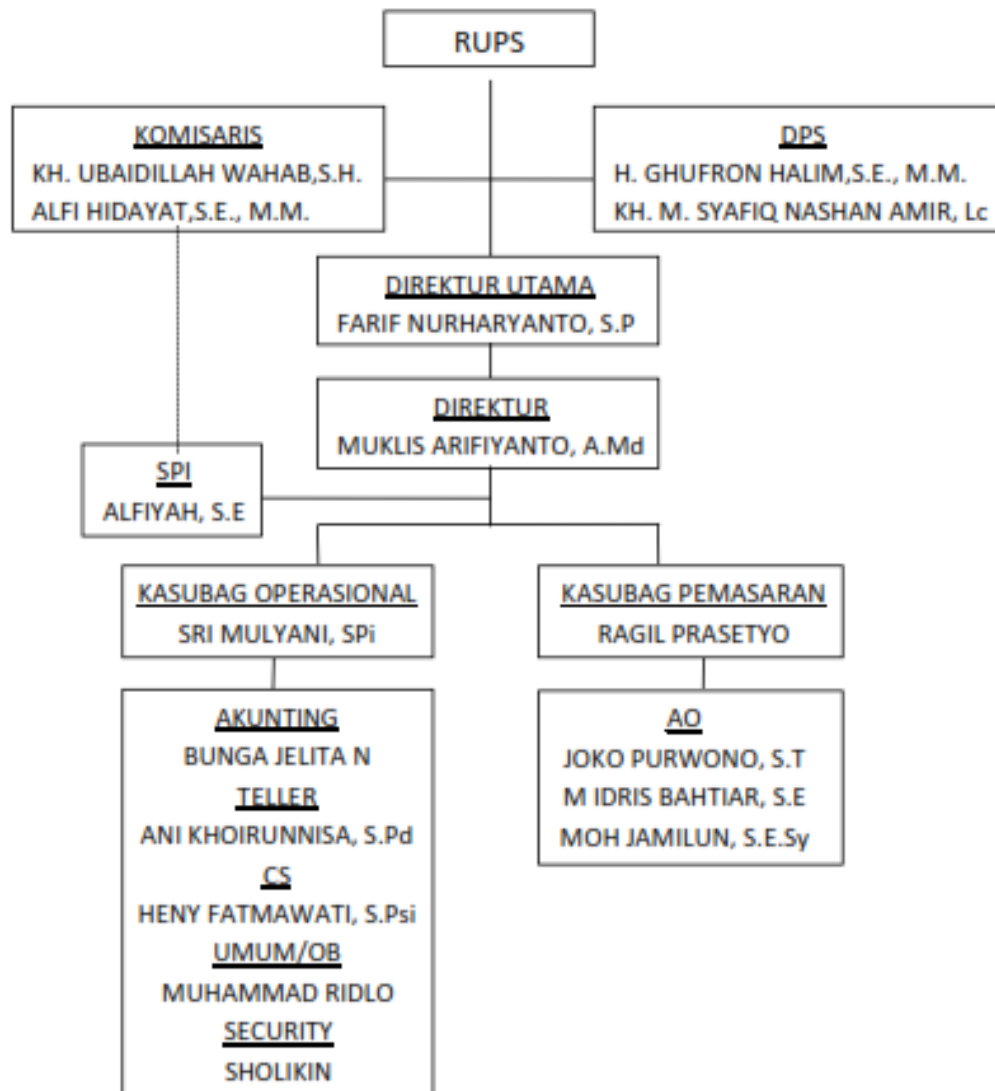 RUPS
KOMISARIS
KH. UBAIDILLAH WAHAB,S.H.
ALFI HIDAYAT,S.E., M.M.
DPS
H. GHUFRON HALIM,S.E., M.M.
KH. M. SYAFIQ NASHAN AMIR, Lc
DIREKTUR UTAMA
FARIF NURHARYANTO, S.P
DIREKTUR
MUKLIS ARIFIYANTO, A.Md
SPI
ALFIYAH, S.E
KASUBAG OPERASIONAL
SRI MULYANI, SPi
KASUBAG PEMASARAN
RAGIL PRASETYO
AKUNTING
BUNGA JELITA N
TELLER
ANI KHOIRUNNISA, S.Pd
CS
HENY FATMAWATI, S.Psi
UMUM/OB
MUHAMMAD RIDLO
SECURITY
SHOLIKIN
AO
JOKO PURWONO, S.T
M IDRIS BAHTIAR, S.E
MOH JAMILUN, S.E.Sy